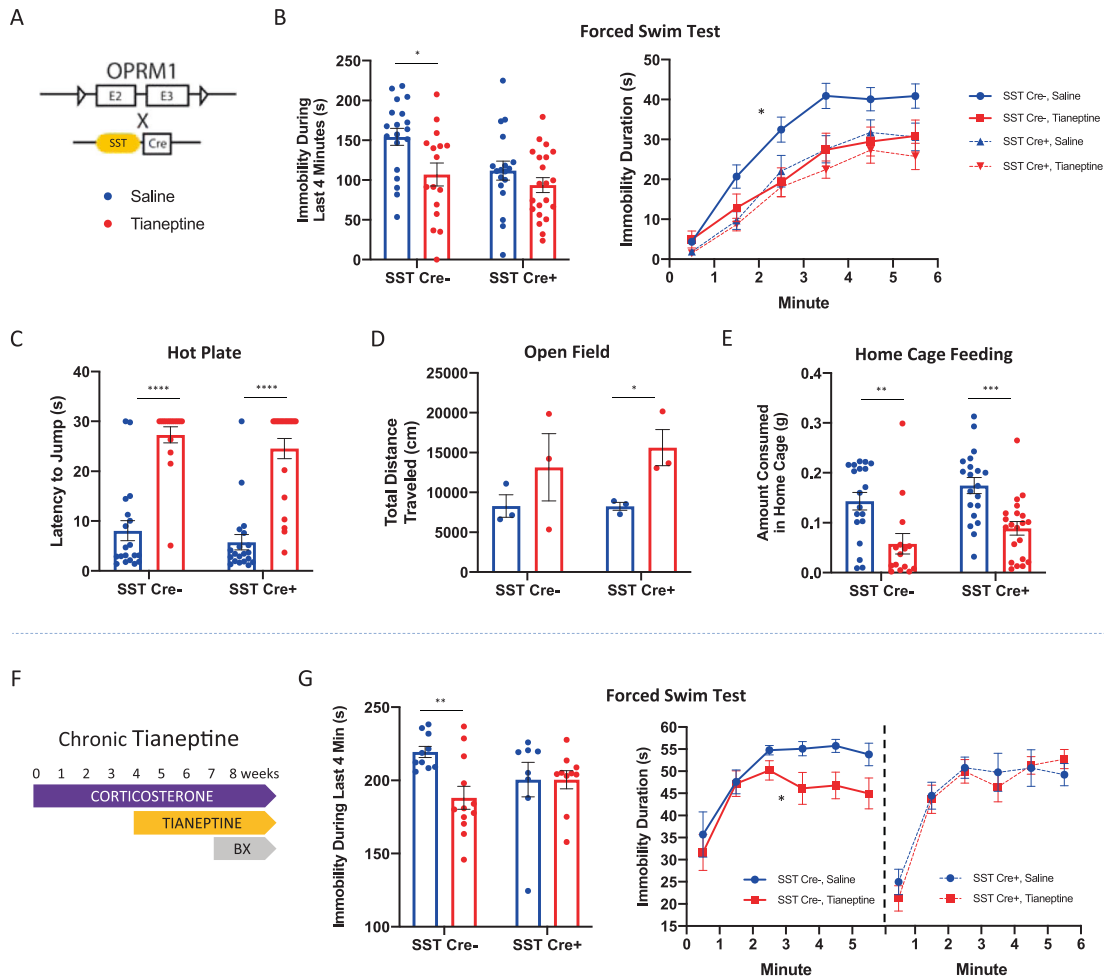 A
OPRM1
E2
E3
X
SST
Cre
Saline
Tianeptine
B
Forced Swim Test
Immobility During
Last 4 Minutes (s)
250
200
150
100
50
0
*
SST Cre-
SST Cre+
Immobility Duration (s)
50
40
30
20
10
0
*
0 1 2 3 4 5 6
Minute
SST Cre-, Saline
SST Cre-, Tianeptine
SST Cre+, Saline
SST Cre+, Tianeptine
C
Hot Plate
Latency to Jump (s)
40
30
20
10
0
****
****
SST Cre-
SST Cre+
D
Open Field
Total Distance
Traveled (cm)
25000
20000
15000
10000
5000
0
*
SST Cre-
SST Cre+
E
Home Cage Feeding
Amount Consumed
in Home Cage (g)
0.4
0.3
0.2
0.1
0.0
**
***
SST Cre-
SST Cre+
F
Chronic Tianeptine
0 1 2 3 4 5 6 7 8 weeks
CORTICOSTERONE
TIANEPTINE
BX
G
Forced Swim Test
Immobility During Last 4 Min (s)
250
200
150
100
**
SST Cre-
SST Cre+
Immobility Duration (s)
60
55
50
45
40
35
30
25
20
15
*
SST Cre-, Saline
SST Cre-, Tianeptine
SST Cre+, Saline
SST Cre+, Tianeptine
0 1 2 3 4 5
1 2 3 4 5 6
Minute
Minute